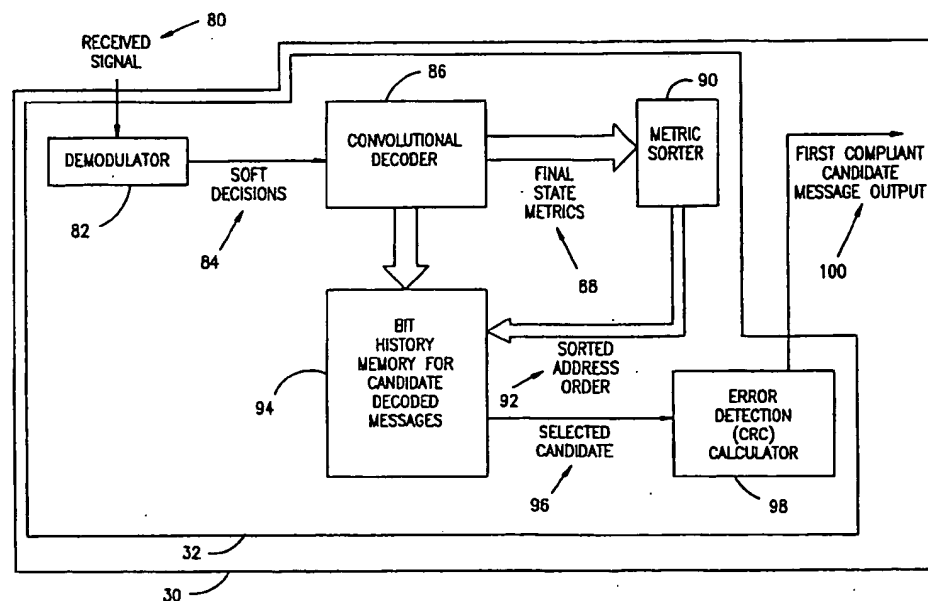 80
RECEIVED
SIGNAL
86
90
DEMODULATOR
CONVOLUTIONAL
DECODER
METRIC
SORTER
SOFT
DECISIONS
FINAL
STATE
METRICS
FIRST COMPLIANT
CANDIDATE
MESSAGE OUTPUT
82
84
88
100
BIT
HISTORY
MEMORY FOR
CANDIDATE
DECODED
MESSAGES
94
SORTED
ADDRESS
ORDER
92
SELECTED
CANDIDATE
96
ERROR
DETECTION
(CRC)
CALCULATOR
98
32
30